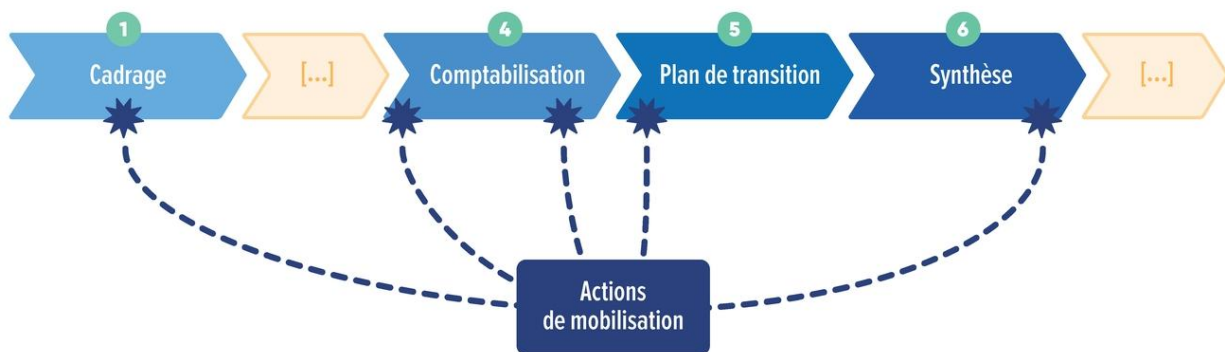 1
4
5
6
Cadrage
[...]
Comptabilisation
Plan de transition
Synthèse
[...]
Actions
de mobilisation